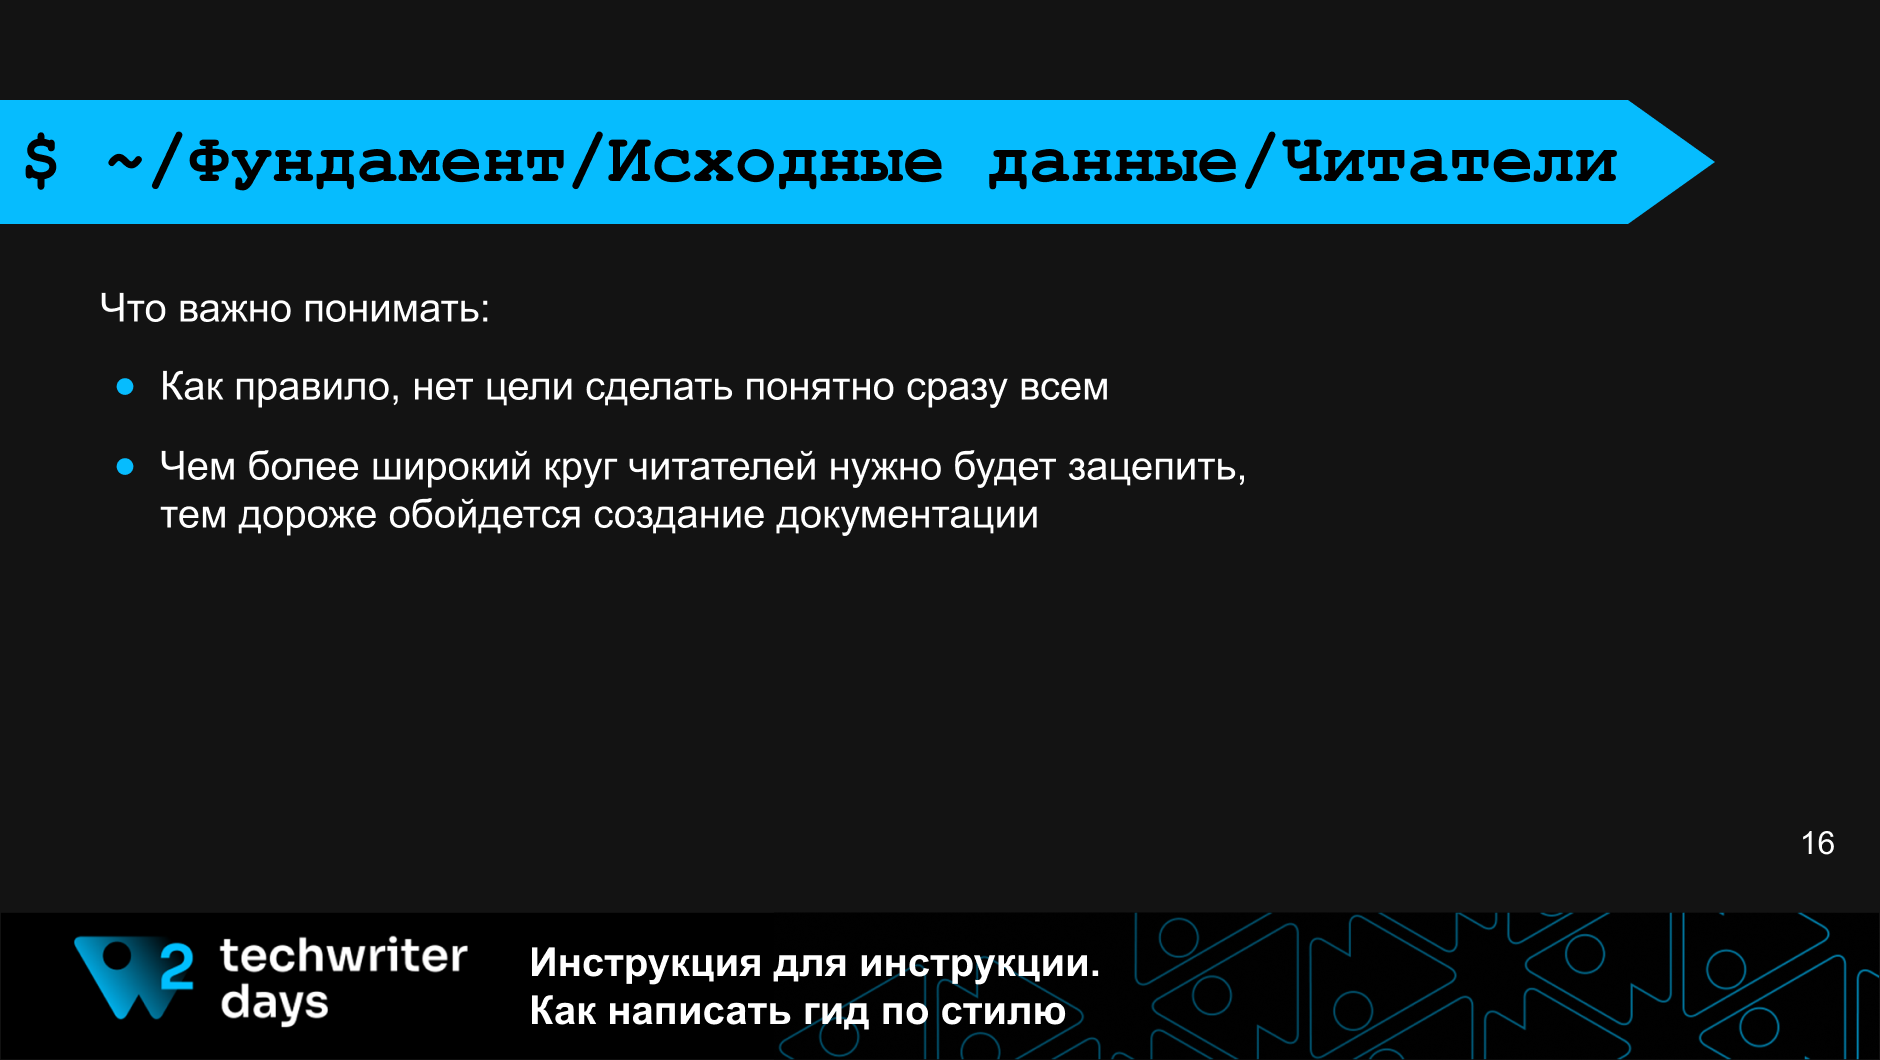 $ ~/Фундамент/Исходные данные/Читатели
Что важно понимать:
● Как правило, нет цели сделать понятно сразу всем
● Чем более широкий круг читателей нужно будет зацепить,
тем дороже обойдется создание документации
16
2 techwriter
days
Инструкция для инструкции.
Как написать гид по стилю